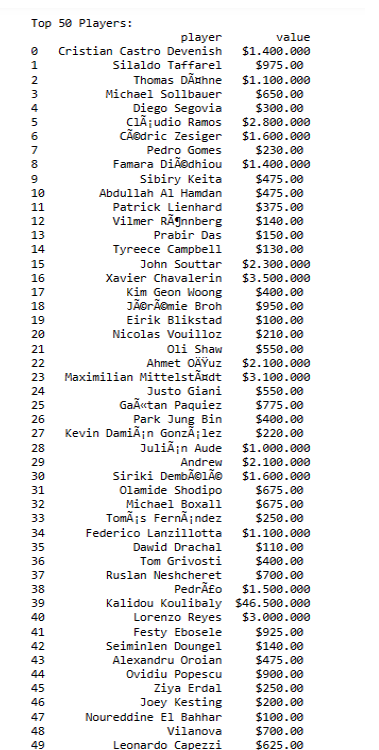 Top 50 Players:
player value
0 Cristian Castro Devenish $1.400.000
1 Silaldo Taffarel $975.00
2 Thomas DÃ¤hne $1.100.000
3 Michael Sollbauer $650.00
4 Diego Segovia $300.00
5 ClÃ¡udio Ramos $2.800.000
6 CÃ©dric Zesiger $1.600.000
7 Pedro Gomes $230.00
8 Famara DiÃ©dhiou $1.400.000
9 Sibiry Keita $475.00
10 Abdullah Al Hamdan $475.00
11 Patrick Lienhard $375.00
12 Vilmer RÃ¶nnberg $140.00
13 Prabir Das $150.00
14 Tyreece Campbell $130.00
15 John Souttar $2.300.000
16 Xavier Chavalerin $3.500.000
17 Kim Geon Woong $400.00
18 JÃ©rÃ©mie Broh $950.00
19 Eirik Blikstad $100.00
20 Nicolas Vouilloz $210.00
21 Oli Shaw $550.00
22 Ahmet OÄŸuz $2.100.000
23 Maximilian MittelstÃ¤dt $3.100.000
24 Justo Giani $550.00
25 GaÃ«tan Paquiez $775.00
26 Park Jung Bin $400.00
27 Kevin DamiÃ¡n GonzÃ¡lez $220.00
28 JuliÃ¡n Aude $1.000.000
29 Andrew $2.100.000
30 Siriki DembÃ©lÃ© $1.600.000
31 Olamide Shodipo $675.00
32 Michael Boxall $675.00
33 TomÃ¡s FernÃ¡ndez $250.00
34 Federico Lanzillotta $1.100.000
35 Dawid Drachal $110.00
36 Tom Grivosti $400.00
37 Ruslan Neshcheret $700.00
38 PedrÃ£o $1.500.000
39 Kalidou Koulibaly $46.500.000
40 Lorenzo Reyes $3.000.000
41 Festy Ebosele $925.00
42 Seiminlen Doungel $140.00
43 Alexandru Oroian $475.00
44 Ovidiu Popescu $900.00
45 Ziya Erdal $250.00
46 Joey Kesting $200.00
47 Noureddine El Bahhar $100.00
48 Vilanova $700.00
49 Leonardo Capezzi $625.00